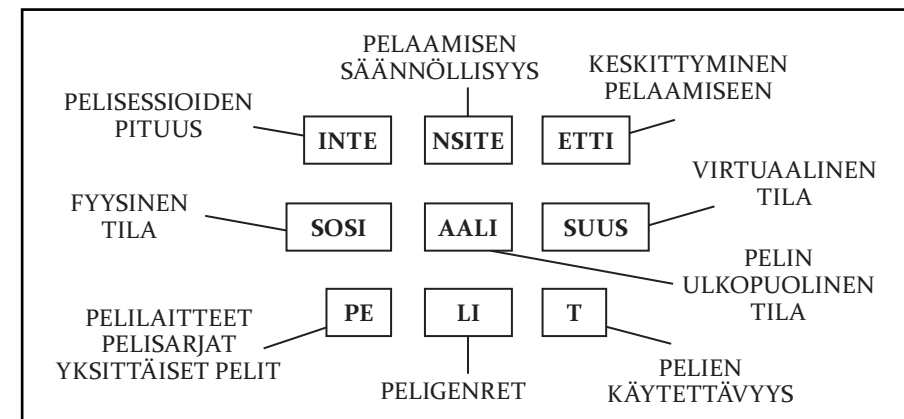 PELAAMISEN
SÄÄNNÖLLISYYS
KESKITTYMINEN
PELAAMISEEN
PELISESSIOIDEN
PITUUS
INTE
NSITE
ETTI
VIRTUAALINEN
TILA
FYYSINEN
TILA
SOSI
AALI
SUUS
PELIN
ULKOPUOLINEN
TILA
PE
LI
T
PELILAITTEET
PELISARJAT
YKSITTÄISET PELIT
PELIGENRET
PELIEN
KÄYTETTÄVYYS